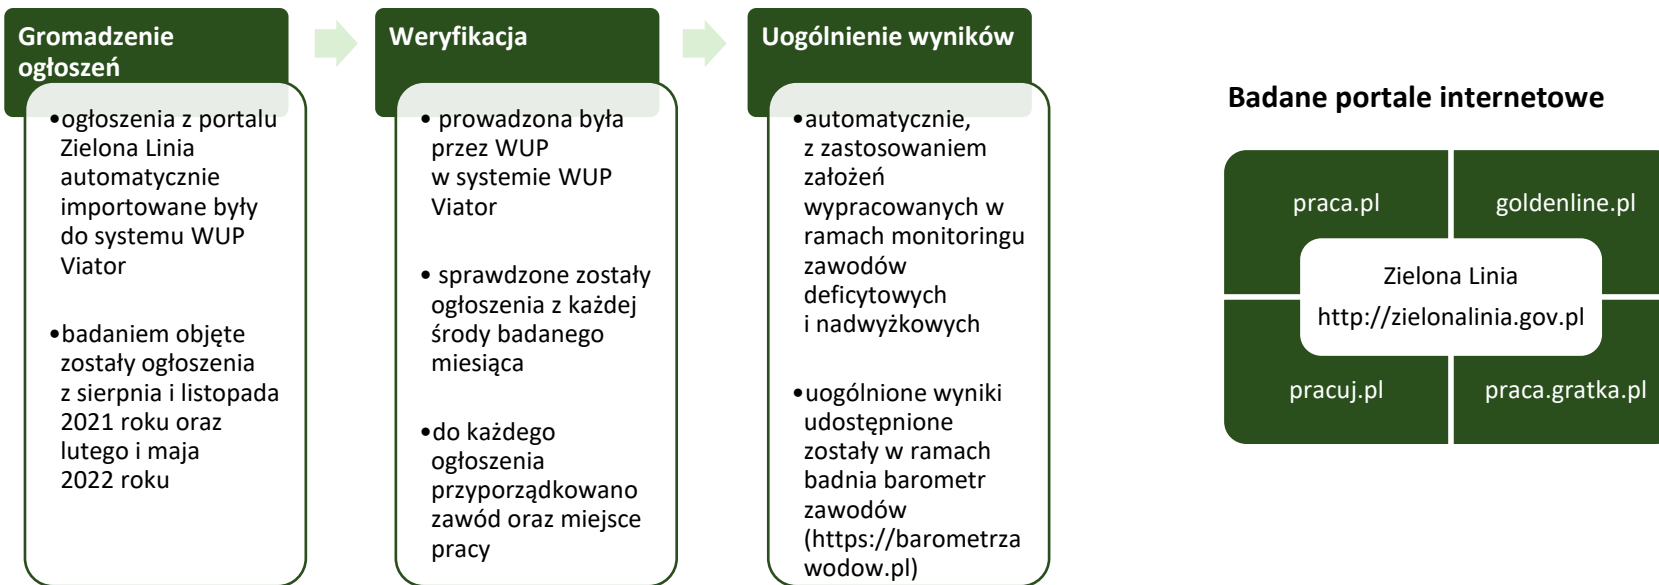 Gromadzenie
ogłoszeń
•ogłoszenia z portalu
Zielona Linia
automatycznie
importowane były
do systemu WUP
Viator
•badaniem objęte
zostały ogłoszenia
z sierpnia i listopada
2021 roku oraz
lutego i maja
2022 roku
Weryfikacja
• prowadzona była
przez WUP
w systemie WUP
Viator
• sprawdzone zostały
ogłoszenia z każdej
środy badanego
miesiąca
•do każdego
ogłoszenia
przyporządkowano
zawód oraz miejsce
pracy
Uogólnienie wyników
•automatycznie,
z zastosowaniem
założeń
wypracowanych w
ramach monitoringu
zawodów
deficytowych
i nadwyżkowych
•uogólnione wyniki
udostępnione
zostały w ramach
badnia barometr
zawodów
(https://barometrza
wodow.pl)
Badane portale internetowe
praca.pl
goldenline.pl
Zielona Linia
http://zielonalinia.gov.pl
pracuj.pl
praca.gratka.pl